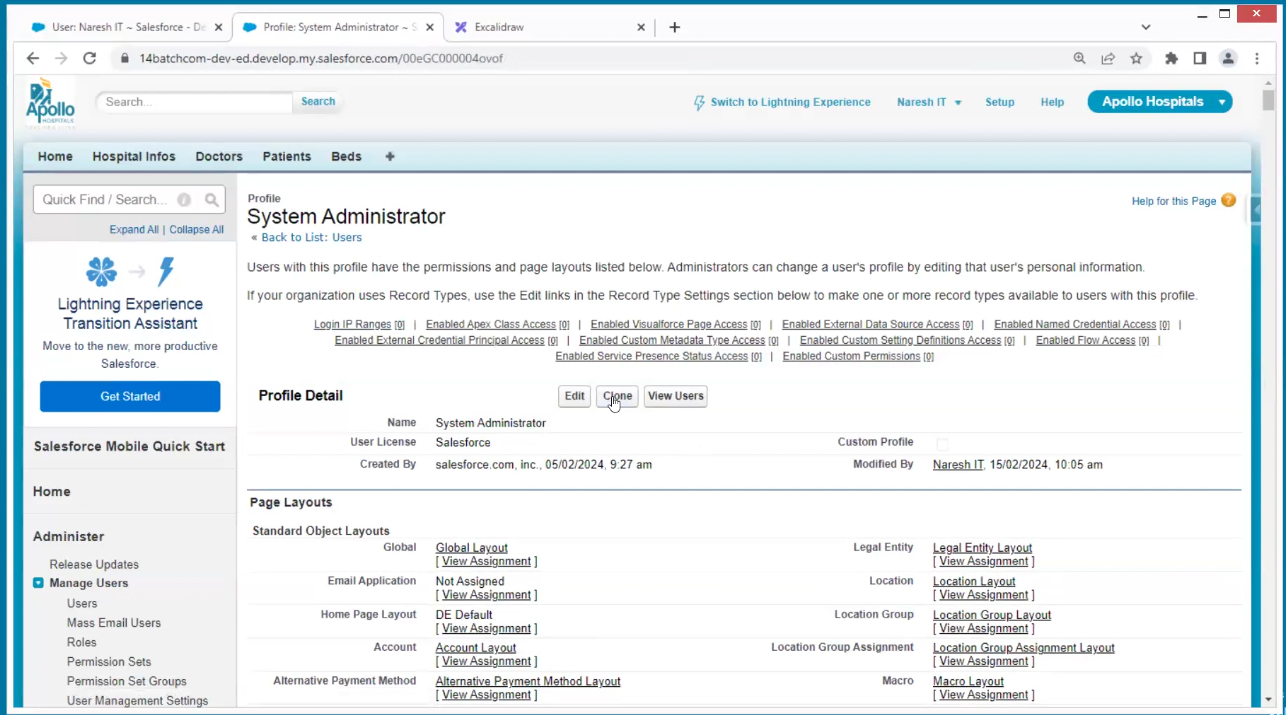 User: Naresh IT ~ Salesforce - De
Profile: System Administrator ~ S
Excalidraw
14batchcom-dev-ed.develop.my.salesforce.com/00eGC000004ovof
Apollo
HOSPITALS
Search...
Search
Switch to Lightning Experience
Naresh IT
Setup
Help
Apollo Hospitals
Home
Hospital Infos
Doctors
Patients
Beds
Quick Find / Search...
Expand All | Collapse All
Lightning Experience
Transition Assistant
Move to the new, more productive
Salesforce.
Get Started
Salesforce Mobile Quick Start
Home
Administer
Release Updates
Manage Users
Users
Mass Email Users
Roles
Permission Sets
Permission Set Groups
User Management Settings
Profile
System Administrator
« Back to List: Users
Help for this Page
Users with this profile have the permissions and page layouts listed below. Administrators can change a user's profile by editing that user's personal information.
If your organization uses Record Types, use the Edit links in the Record Type Settings section below to make one or more record types available to users with this profile.
Login IP Ranges [0] | Enabled Apex Class Access [0] | Enabled Visualforce Page Access [0] | Enabled External Data Source Access [0] | Enabled Named Credential Access [0] |
Enabled External Credential Principal Access [0] | Enabled Custom Metadata Type Access [0] | Enabled Custom Setting Definitions Access [0] | Enabled Flow Access [0] |
Enabled Service Presence Status Access [0] | Enabled Custom Permissions [0]
Profile Detail
Edit
Clone
View Users
Name System Administrator
User License Salesforce
Custom Profile
Created By salesforce.com, inc., 05/02/2024, 9:27 am
Modified By Naresh IT, 15/02/2024, 10:05 am
Page Layouts
Standard Object Layouts
Global Global Layout
[ View Assignment ]
Legal Entity Legal Entity Layout
[ View Assignment ]
Email Application Not Assigned
[ View Assignment ]
Location Location Layout
[ View Assignment ]
Home Page Layout DE Default
[ View Assignment ]
Location Group Location Group Layout
[ View Assignment ]
Account Account Layout
[ View Assignment ]
Location Group Assignment Location Group Assignment Layout
[ View Assignment ]
Alternative Payment Method Alternative Payment Method Layout
[ View Assignment ]
Macro Macro Layout
[ View Assignment ]